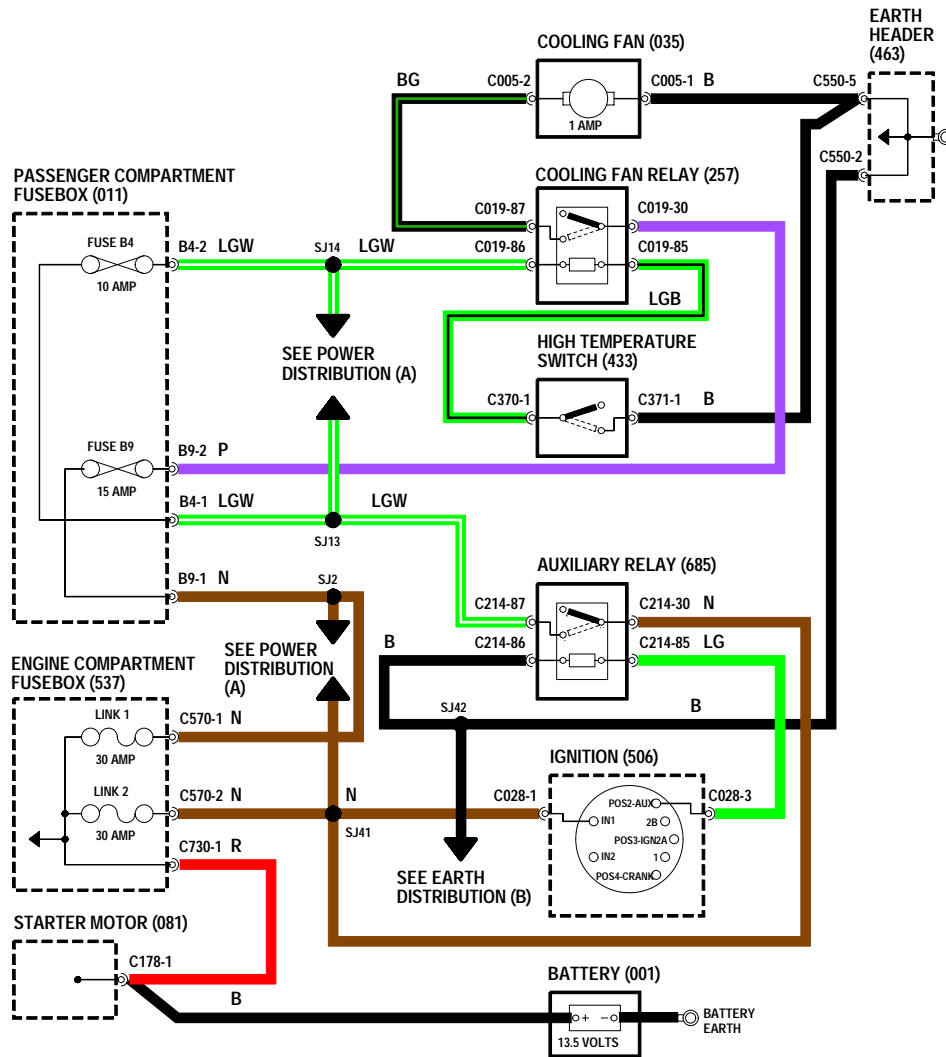 EARTH
HEADER
(463)
COOLING FAN (035)
BG
C005-2
C005-1 B
C550-5
1 AMP
C550-2
PASSENGER COMPARTMENT
FUSEBOX (011)
COOLING FAN RELAY (257)
C019-87
C019-30
FUSE B4
B4-2 LGW
SJ14
LGW
C019-86
C019-85
10 AMP
LGB
SEE POWER
DISTRIBUTION (A)
HIGH TEMPERATURE
SWITCH (433)
C370-1
C371-1 B
FUSE B9
B9-2 P
15 AMP
B4-1 LGW
LGW
SJ13
AUXILIARY RELAY (685)
B9-1 N
SJ2
C214-87
C214-30 N
SEE POWER
DISTRIBUTION
(A)
B
C214-86
C214-85 LG
ENGINE COMPARTMENT
FUSEBOX (537)
LINK 1
C570-1 N
SJ42
B
30 AMP
IGNITION (506)
LINK 2
C570-2 N
N
C028-1
C028-3
POS2-AUX
IN1
2B
30 AMP
SJ41
POS3-IGN2A
C730-1 R
IN2
1
POS4-CRANK
SEE EARTH
DISTRIBUTION (B)
STARTER MOTOR (081)
C178-1
BATTERY (001)
B
+ −
BATTERY
EARTH
13.5 VOLTS